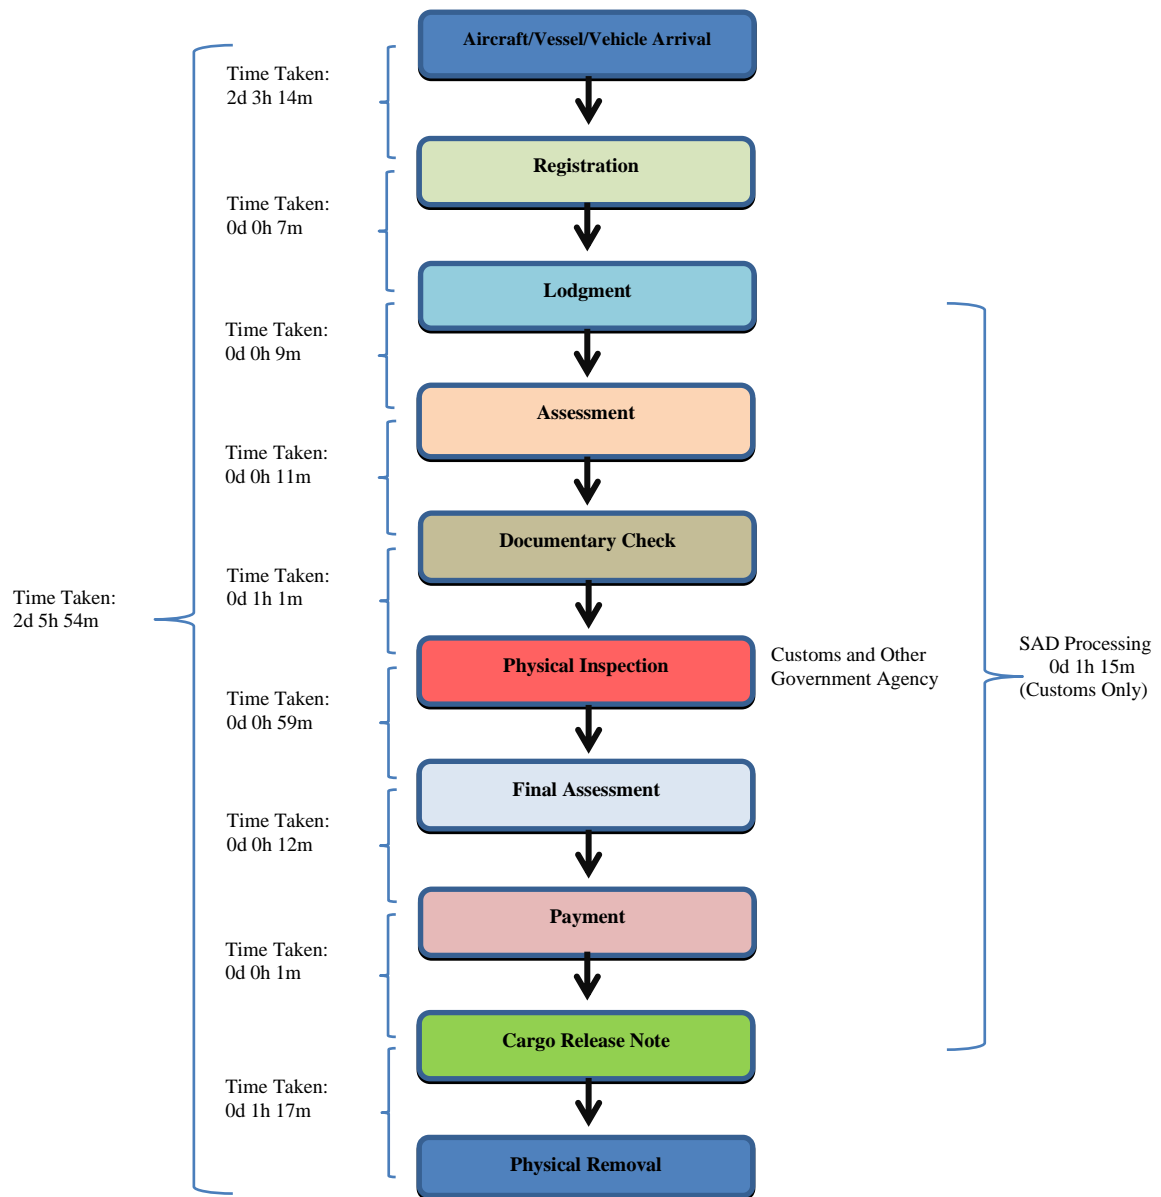 Aircraft/Vessel/Vehicle Arrival
Time Taken:
2d 3h 14m
Registration
Time Taken:
0d 0h 7m
Lodgment
Time Taken:
0d 0h 9m
Assessment
Time Taken:
0d 0h 11m
Documentary Check
Time Taken:
0d 1h 1m
Time Taken:
2d 5h 54m
Physical Inspection
Customs and Other
Government Agency
SAD Processing
0d 1h 15m
(Customs Only)
Time Taken:
0d 0h 59m
Final Assessment
Time Taken:
0d 0h 12m
Payment
Time Taken:
0d 0h 1m
Cargo Release Note
Time Taken:
0d 1h 17m
Physical Removal